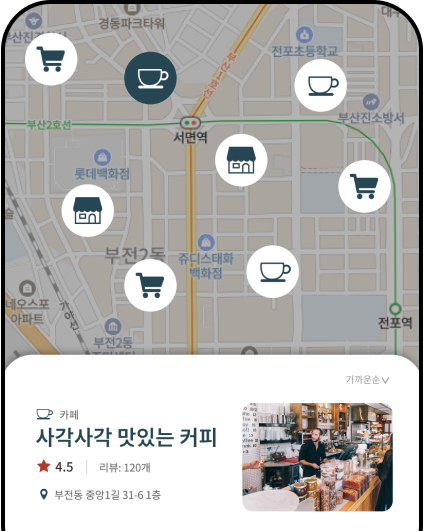 경동파크타워
전포초등학교
부산1호선
부산진소방서
부산2호선
서면역
롯데백화점
부전2동
쥬디스태화
백화점
네오스포
아파트
전포역
부전2동
가까운순
카페
사각사각 맛있는 커피
4.5 리뷰: 120개
부전동 중앙1길 31-6 1층